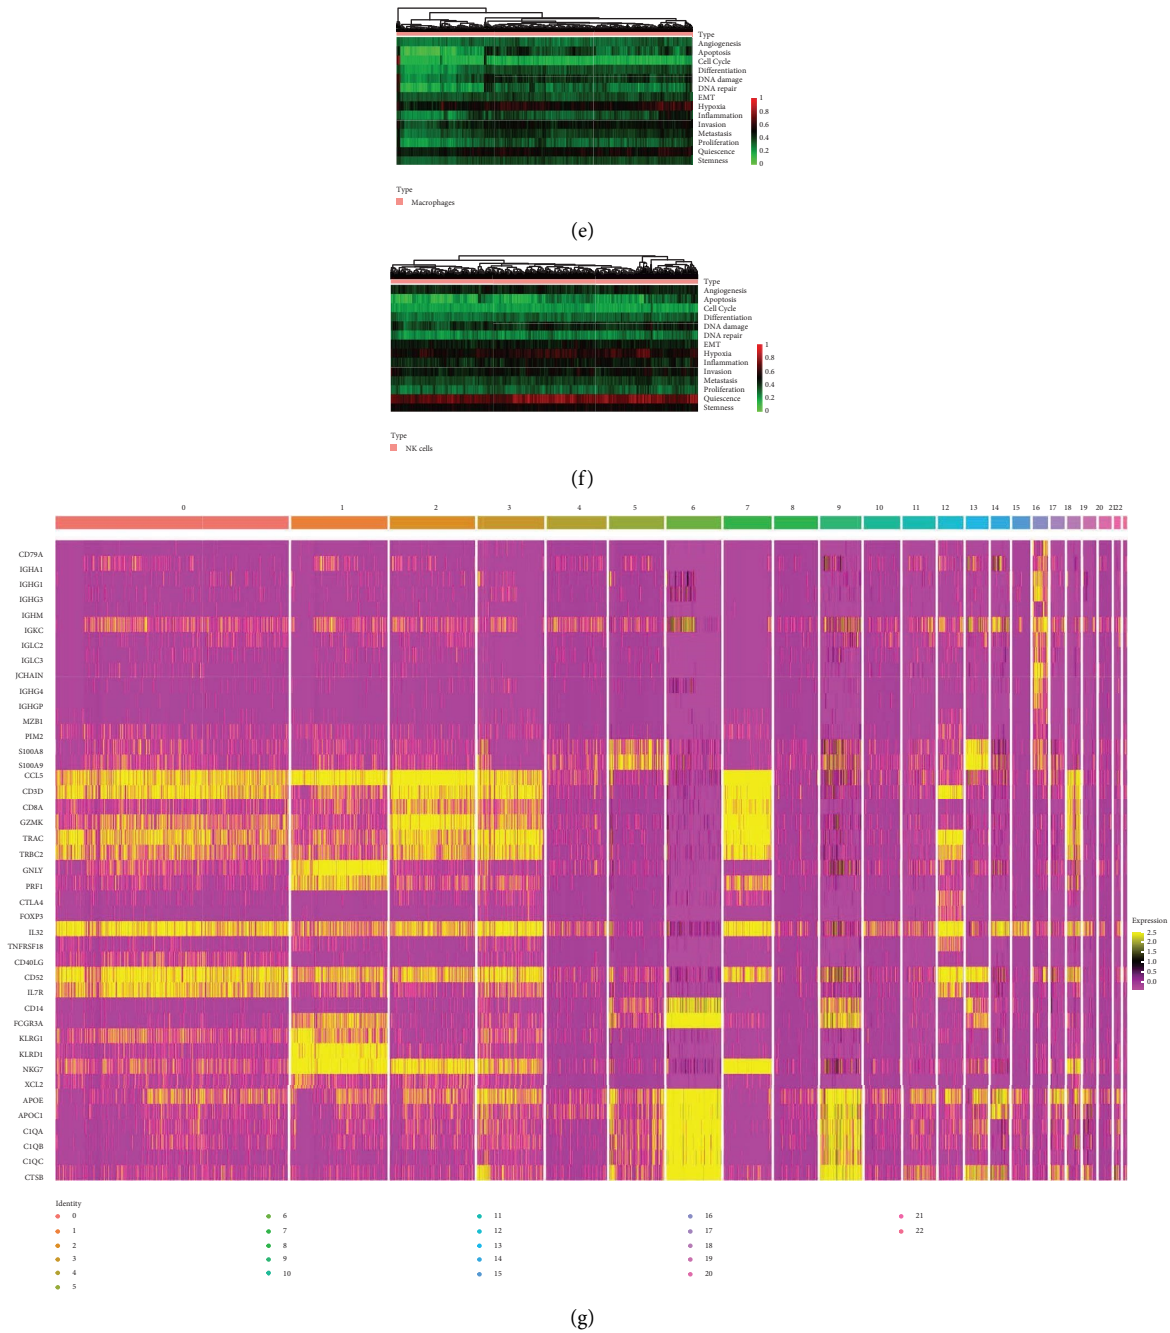 Type
Angiogenesis
Apoptosis
Cell Cycle
Differentiation
DNA damage
DNA repair
EMT
Hypoxia
Inflammation
Invasion
Metastasis
Proliferation
Quiescence
Stemness
1
0.8
0.6
0.4
0.2
0
Type
Macrophages
(e)
Type
Angiogenesis
Apoptosis
Cell Cycle
Differentiation
DNA damage
DNA repair
EMT
Hypoxia
Inflammation
Invasion
Metastasis
Proliferation
Quiescence
Stemness
1
0.8
0.6
0.4
0.2
0
Type
NK cells
(f)
0 1 2 3 4 5 6 7 8 9 10 11 12 13 14 15 16 17 18 19 20 21 22
CD79A
IGHA1
IGHG1
IGHG3
IGHM
IGKC
IGLC2
IGLC3
JCHAIN
IGHG4
IGHGP
MZB1
PIM2
S100A8
S100A9
CCL5
CD3D
CD8A
GZMK
TRAC
TRBC2
GNLY
PRF1
CTLA4
FOXP3
IL32
TNFRSF18
CD40LG
CD52
IL7R
CD14
FCGR3A
KLRG1
KLRD1
NKG7
XCL2
APOE
APOC1
C1QA
C1QB
C1QC
CTSB
Expression
2.5
2.0
1.5
1.0
0.5
0.0
Identity
0
1
2
3
4
5
6
7
8
9
10
11
12
13
14
15
16
17
18
19
20
21
22
(g)